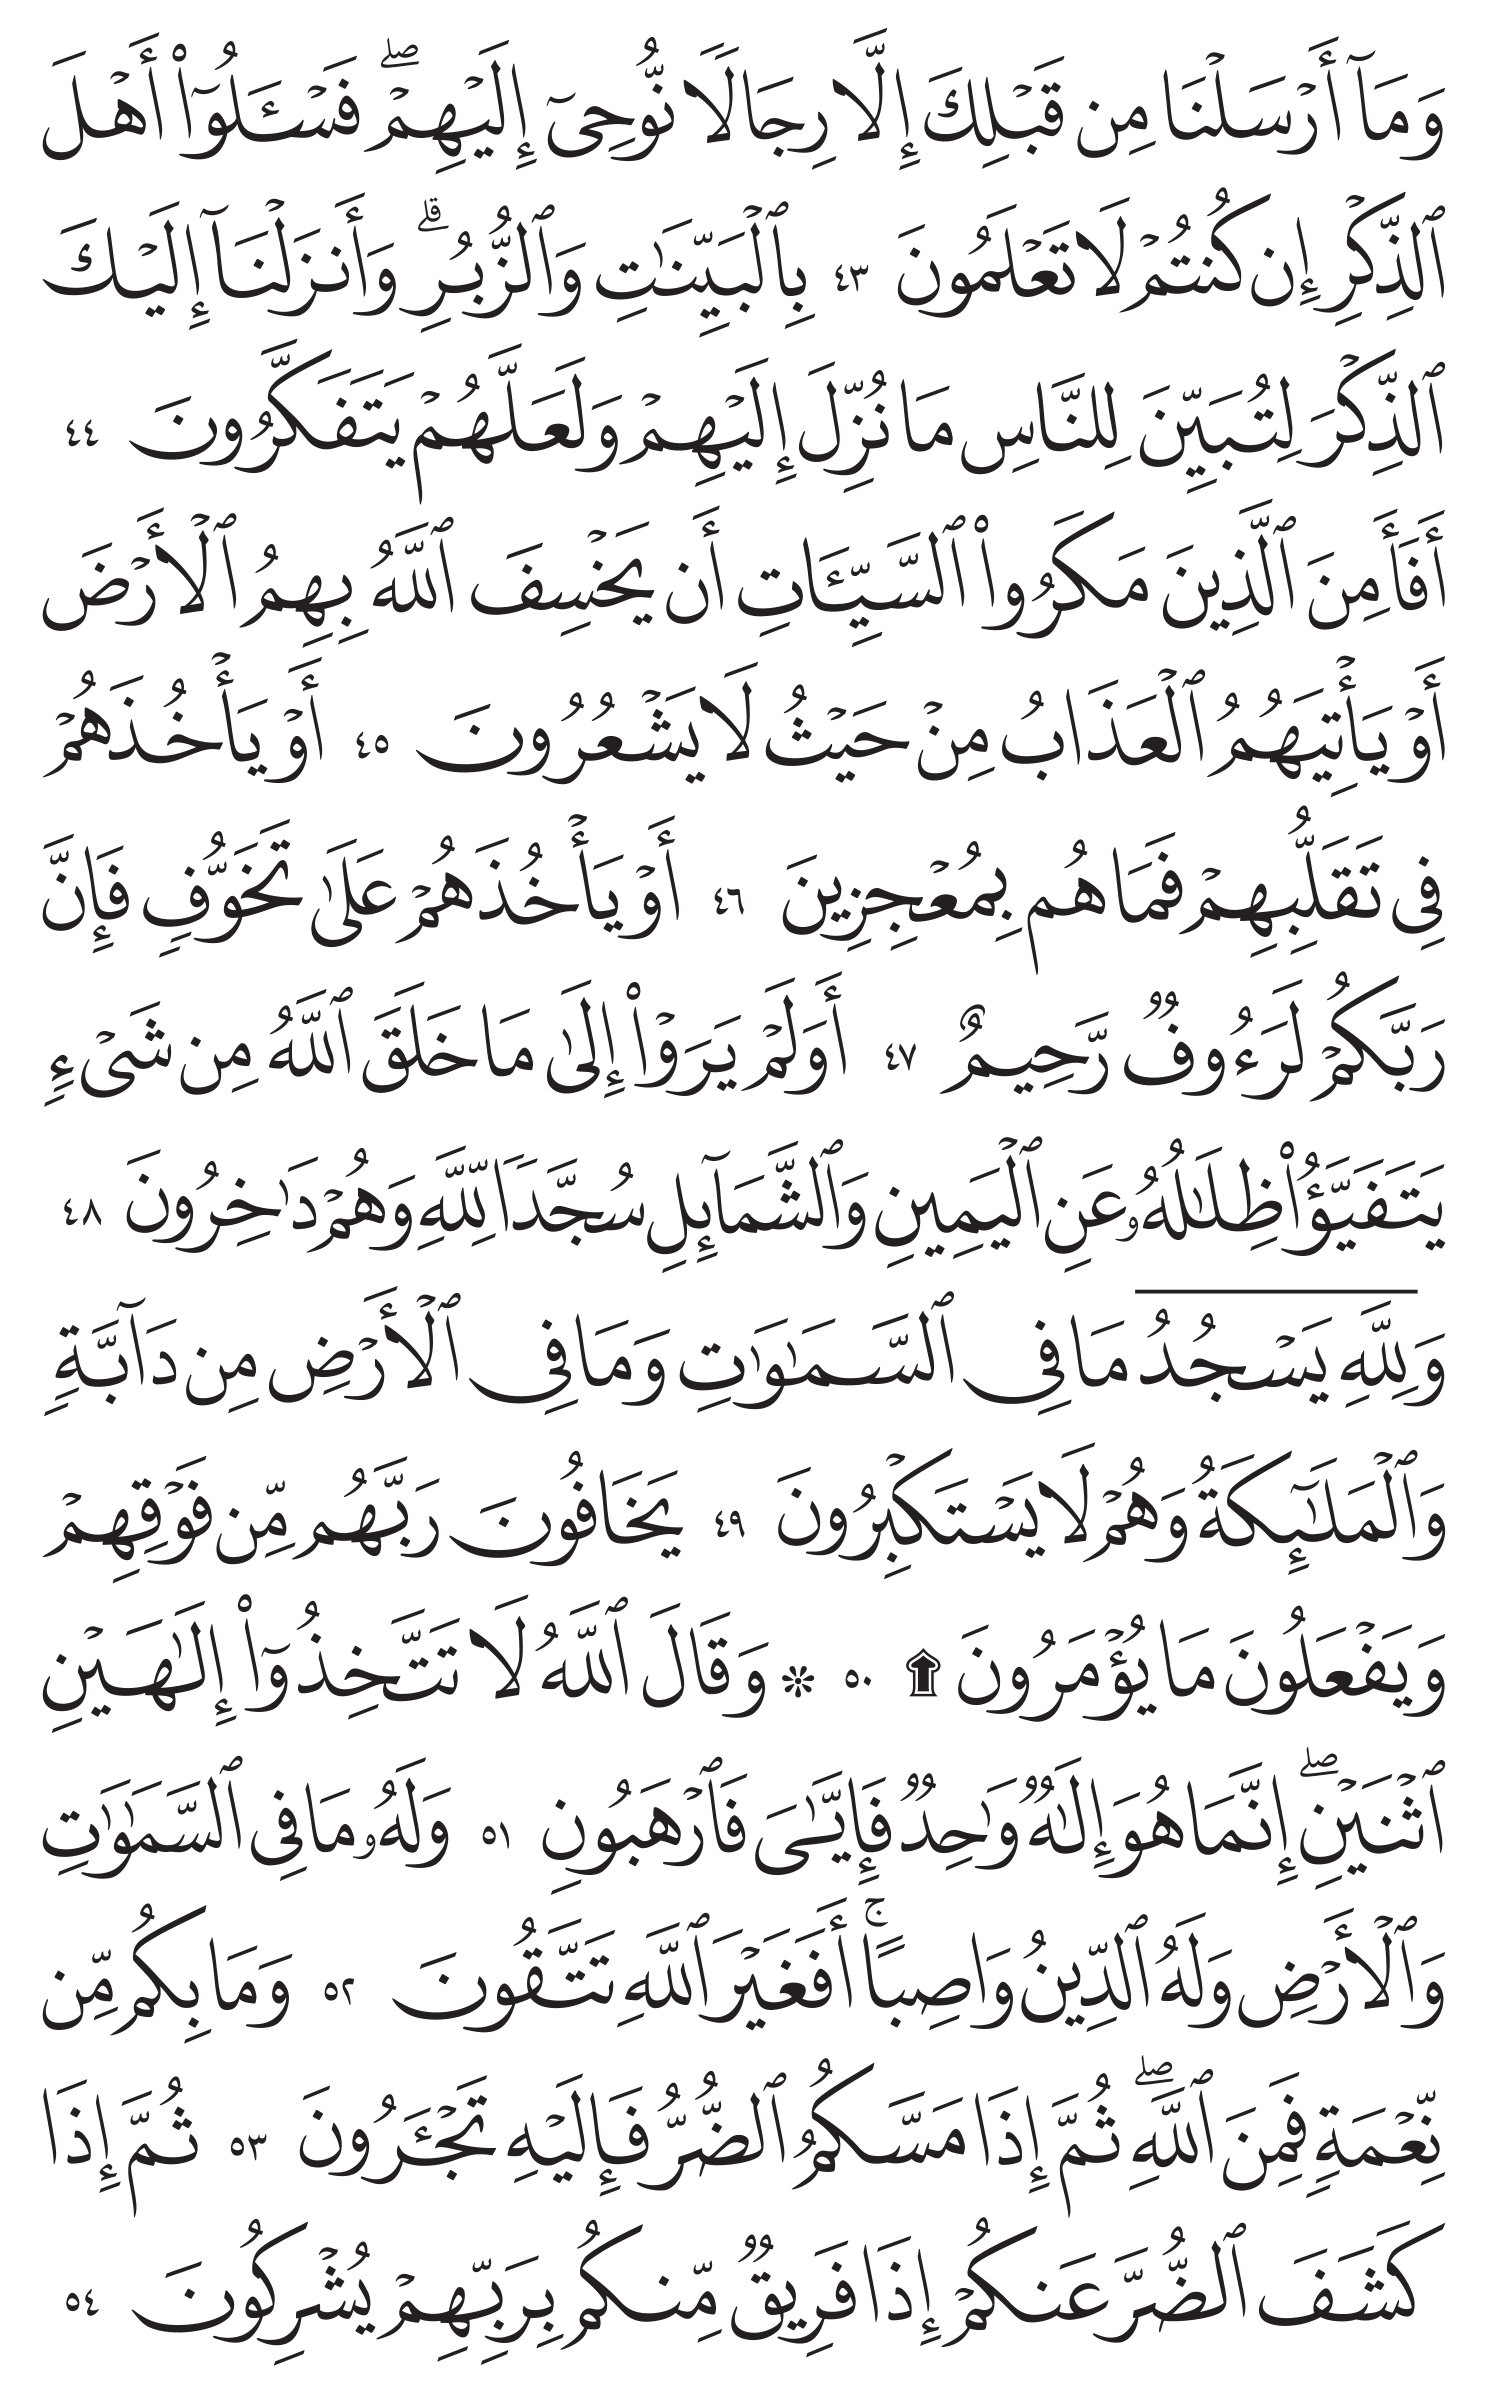 وَمَآ أَرْسَلْنَا مِن قَبْلِكَ إِلَّا رِجَالًا نُّوحِىٓ إِلَيْهِمْ ۖ فَسْـَٔلُوٓا۟ أَهْلَ
ٱلذِّكْرِ إِن كُنتُمْ لَا تَعْلَمُونَ ٤٣ بِٱلْبَيِّنَـٰتِ وَٱلزُّبُرِ ۗ وَأَنزَلْنَآ إِلَيْكَ
ٱلذِّكْرَ لِتُبَيِّنَ لِلنَّاسِ مَا نُزِّلَ إِلَيْهِمْ وَلَعَلَّهُمْ يَتَفَكَّرُونَ ٤٤
أَفَأَمِنَ ٱلَّذِينَ مَكَرُوا۟ ٱلسَّيِّـَٔاتِ أَن يَخْسِفَ ٱللَّهُ بِهِمُ ٱلْأَرْضَ
أَوْ يَأْتِيَهُمُ ٱلْعَذَابُ مِنْ حَيْثُ لَا يَشْعُرُونَ ٤٥ أَوْ يَأْخُذَهُمْ
فِى تَقَلُّبِهِمْ فَمَا هُم بِمُعْجِزِينَ ٤٦ أَوْ يَأْخُذَهُمْ عَلَىٰ تَخَوُّفٍ فَإِنَّ
رَبَّكُمْ لَرَءُوفٌ رَّحِيمٌ ٤٧ أَوَلَمْ يَرَوْا۟ إِلَىٰ مَا خَلَقَ ٱللَّهُ مِن شَىْءٍ
يَتَفَيَّؤُا۟ ظِلَـٰلُهُۥ عَنِ ٱلْيَمِينِ وَٱلشَّمَآئِلِ سُجَّدًا لِّلَّهِ وَهُمْ دَٰخِرُونَ ٤٨
وَلِلَّهِ يَسْجُدُ مَا فِى ٱلسَّمَـٰوَٰتِ وَمَا فِى ٱلْأَرْضِ مِن دَآبَّةٍ
وَٱلْمَلَـٰٓئِكَةُ وَهُمْ لَا يَسْتَكْبِرُونَ ٤٩ يَخَافُونَ رَبَّهُم مِّن فَوْقِهِمْ
وَيَفْعَلُونَ مَا يُؤْمَرُونَ ۩ ٥٠ ۞ وَقَالَ ٱللَّهُ لَا تَتَّخِذُوٓا۟ إِلَـٰهَيْنِ
ٱثْنَيْنِ ۖ إِنَّمَا هُوَ إِلَـٰهٌ وَٰحِدٌ فَإِيَّـٰىَ فَٱرْهَبُونِ ٥١ وَلَهُۥ مَا فِى ٱلسَّمَـٰوَٰتِ
وَٱلْأَرْضِ وَلَهُ ٱلدِّينُ وَاصِبًا ۚ أَفَغَيْرَ ٱللَّهِ تَتَّقُونَ ٥٢ وَمَا بِكُم مِّن
نِّعْمَةٍ فَمِنَ ٱللَّهِ ۖ ثُمَّ إِذَا مَسَّكُمُ ٱلضُّرُّ فَإِلَيْهِ تَجْـَٔرُونَ ٥٣ ثُمَّ إِذَا
كَشَفَ ٱلضُّرَّ عَنكُمْ إِذَا فَرِيقٌ مِّنكُم بِرَبِّهِمْ يُشْرِكُونَ ٥٤